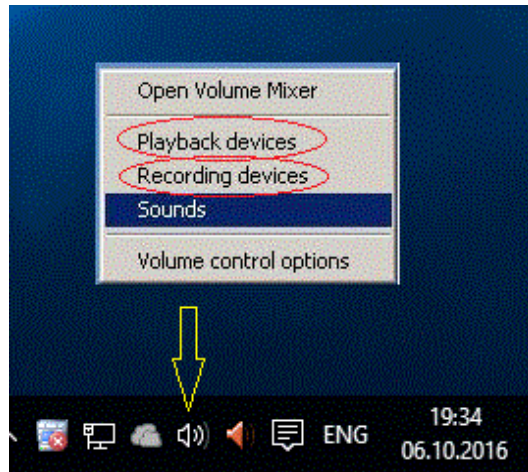 Open Volume Mixer
Playback devices
Recording devices
Sounds
Volume control options
ENG
19:34
06.10.2016